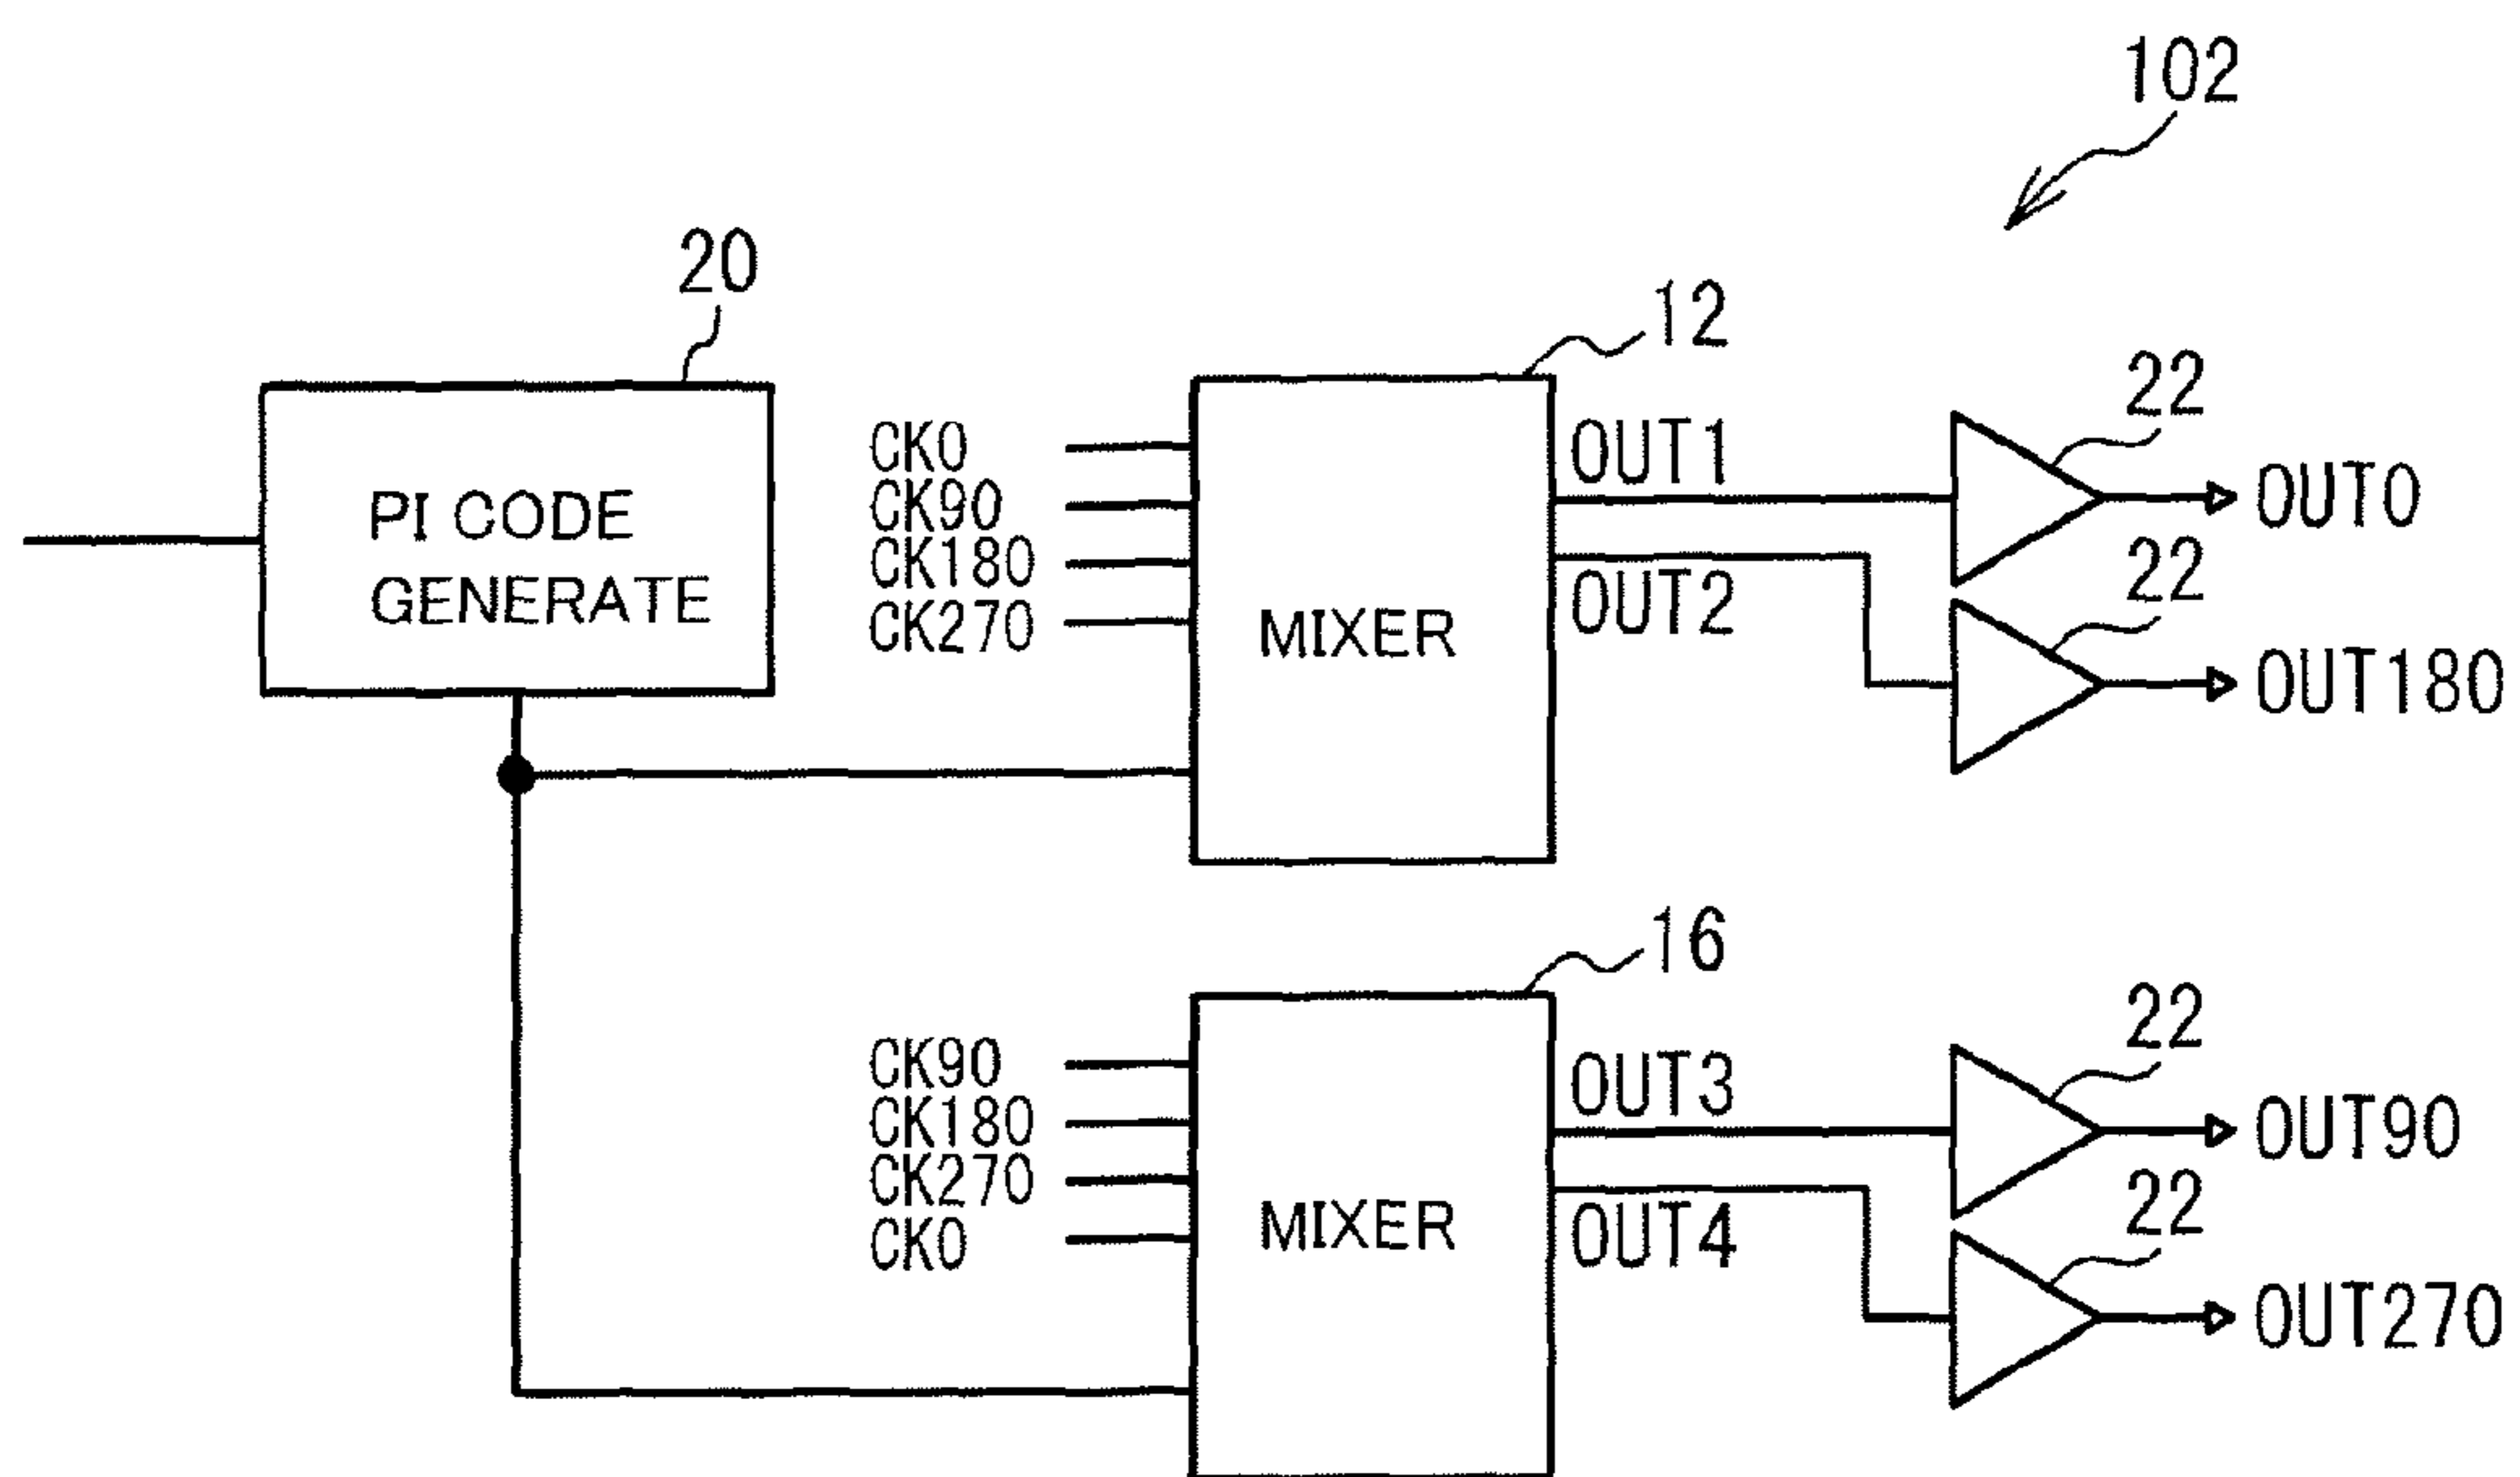 102
20
12
22
CK0
OUT1
CK90
OUT0
PI CODE
GENERATE
CK180
22
OUT2
CK270
MIXER
OUT180
16
22
CK90
OUT3
CK180
OUT90
CK270
22
MIXER
OUT4
CK0
OUT270